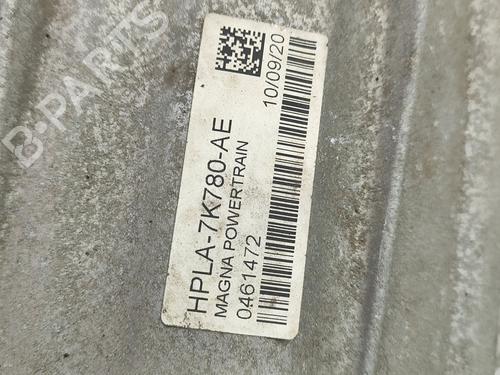 10/09/20
HPLA-7K780-AE
MAGNA POWERTRAIN
0461472
B-PARTS